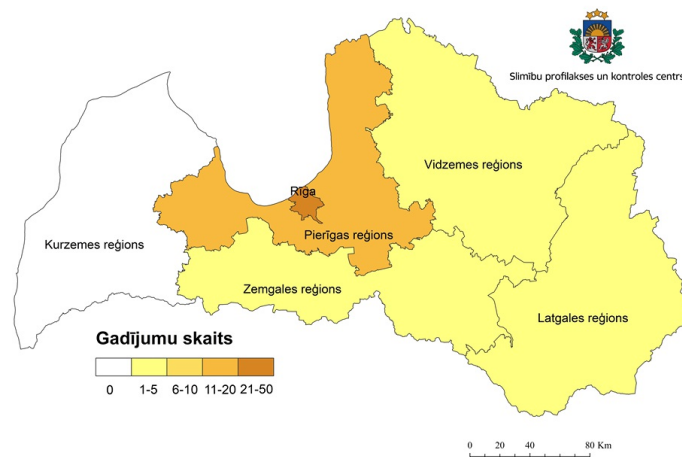 Slimību profilakses un kontroles centrs
Vidzemes reģions
Rīga
Pierīgas reģions
Kurzemes reģions
Zemgales reģions
Latgales reģions
Gadījumu skaits
0 1-5 6-10 11-20 21-50
0 20 40 80 Km